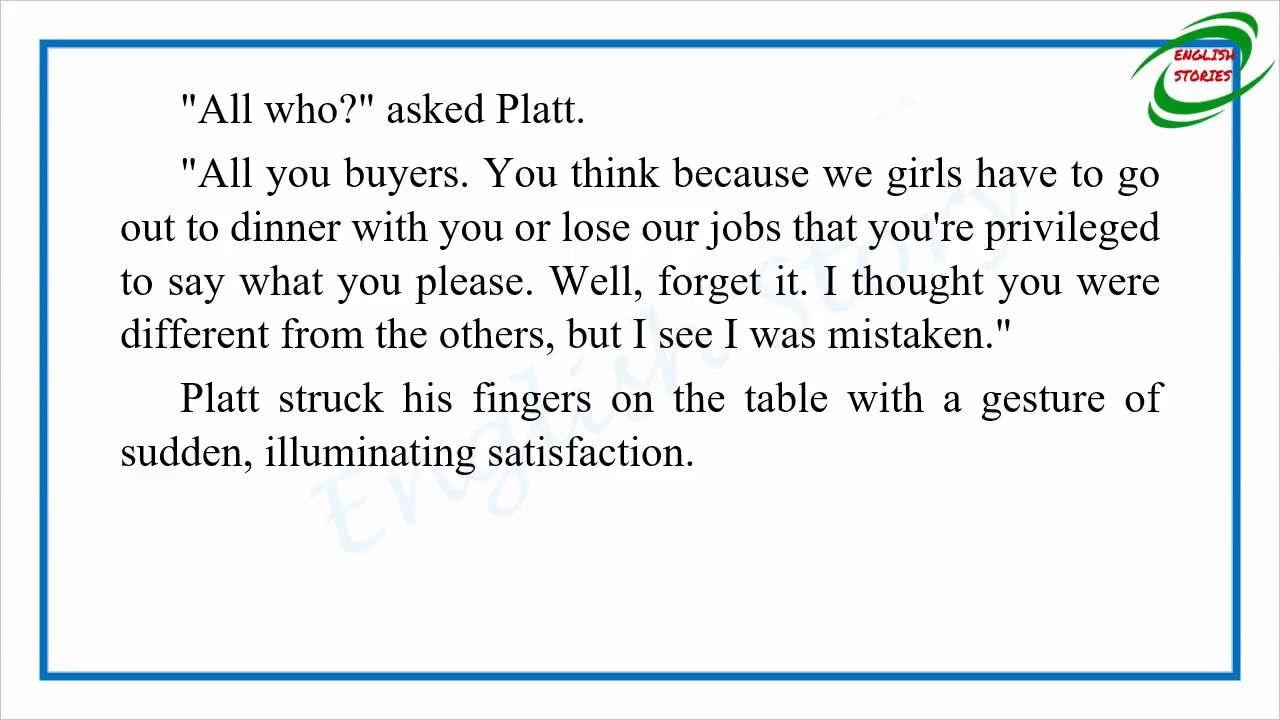 ENGLISH
STORIES
"All who?" asked Platt.
"All you buyers. You think because we girls have to go
out to dinner with you or lose our jobs that you're privileged
to say what you please. Well, forget it. I thought you were
different from the others, but I see I was mistaken."
Platt struck his fingers on the table with a gesture of
sudden, illuminating satisfaction.
English Story